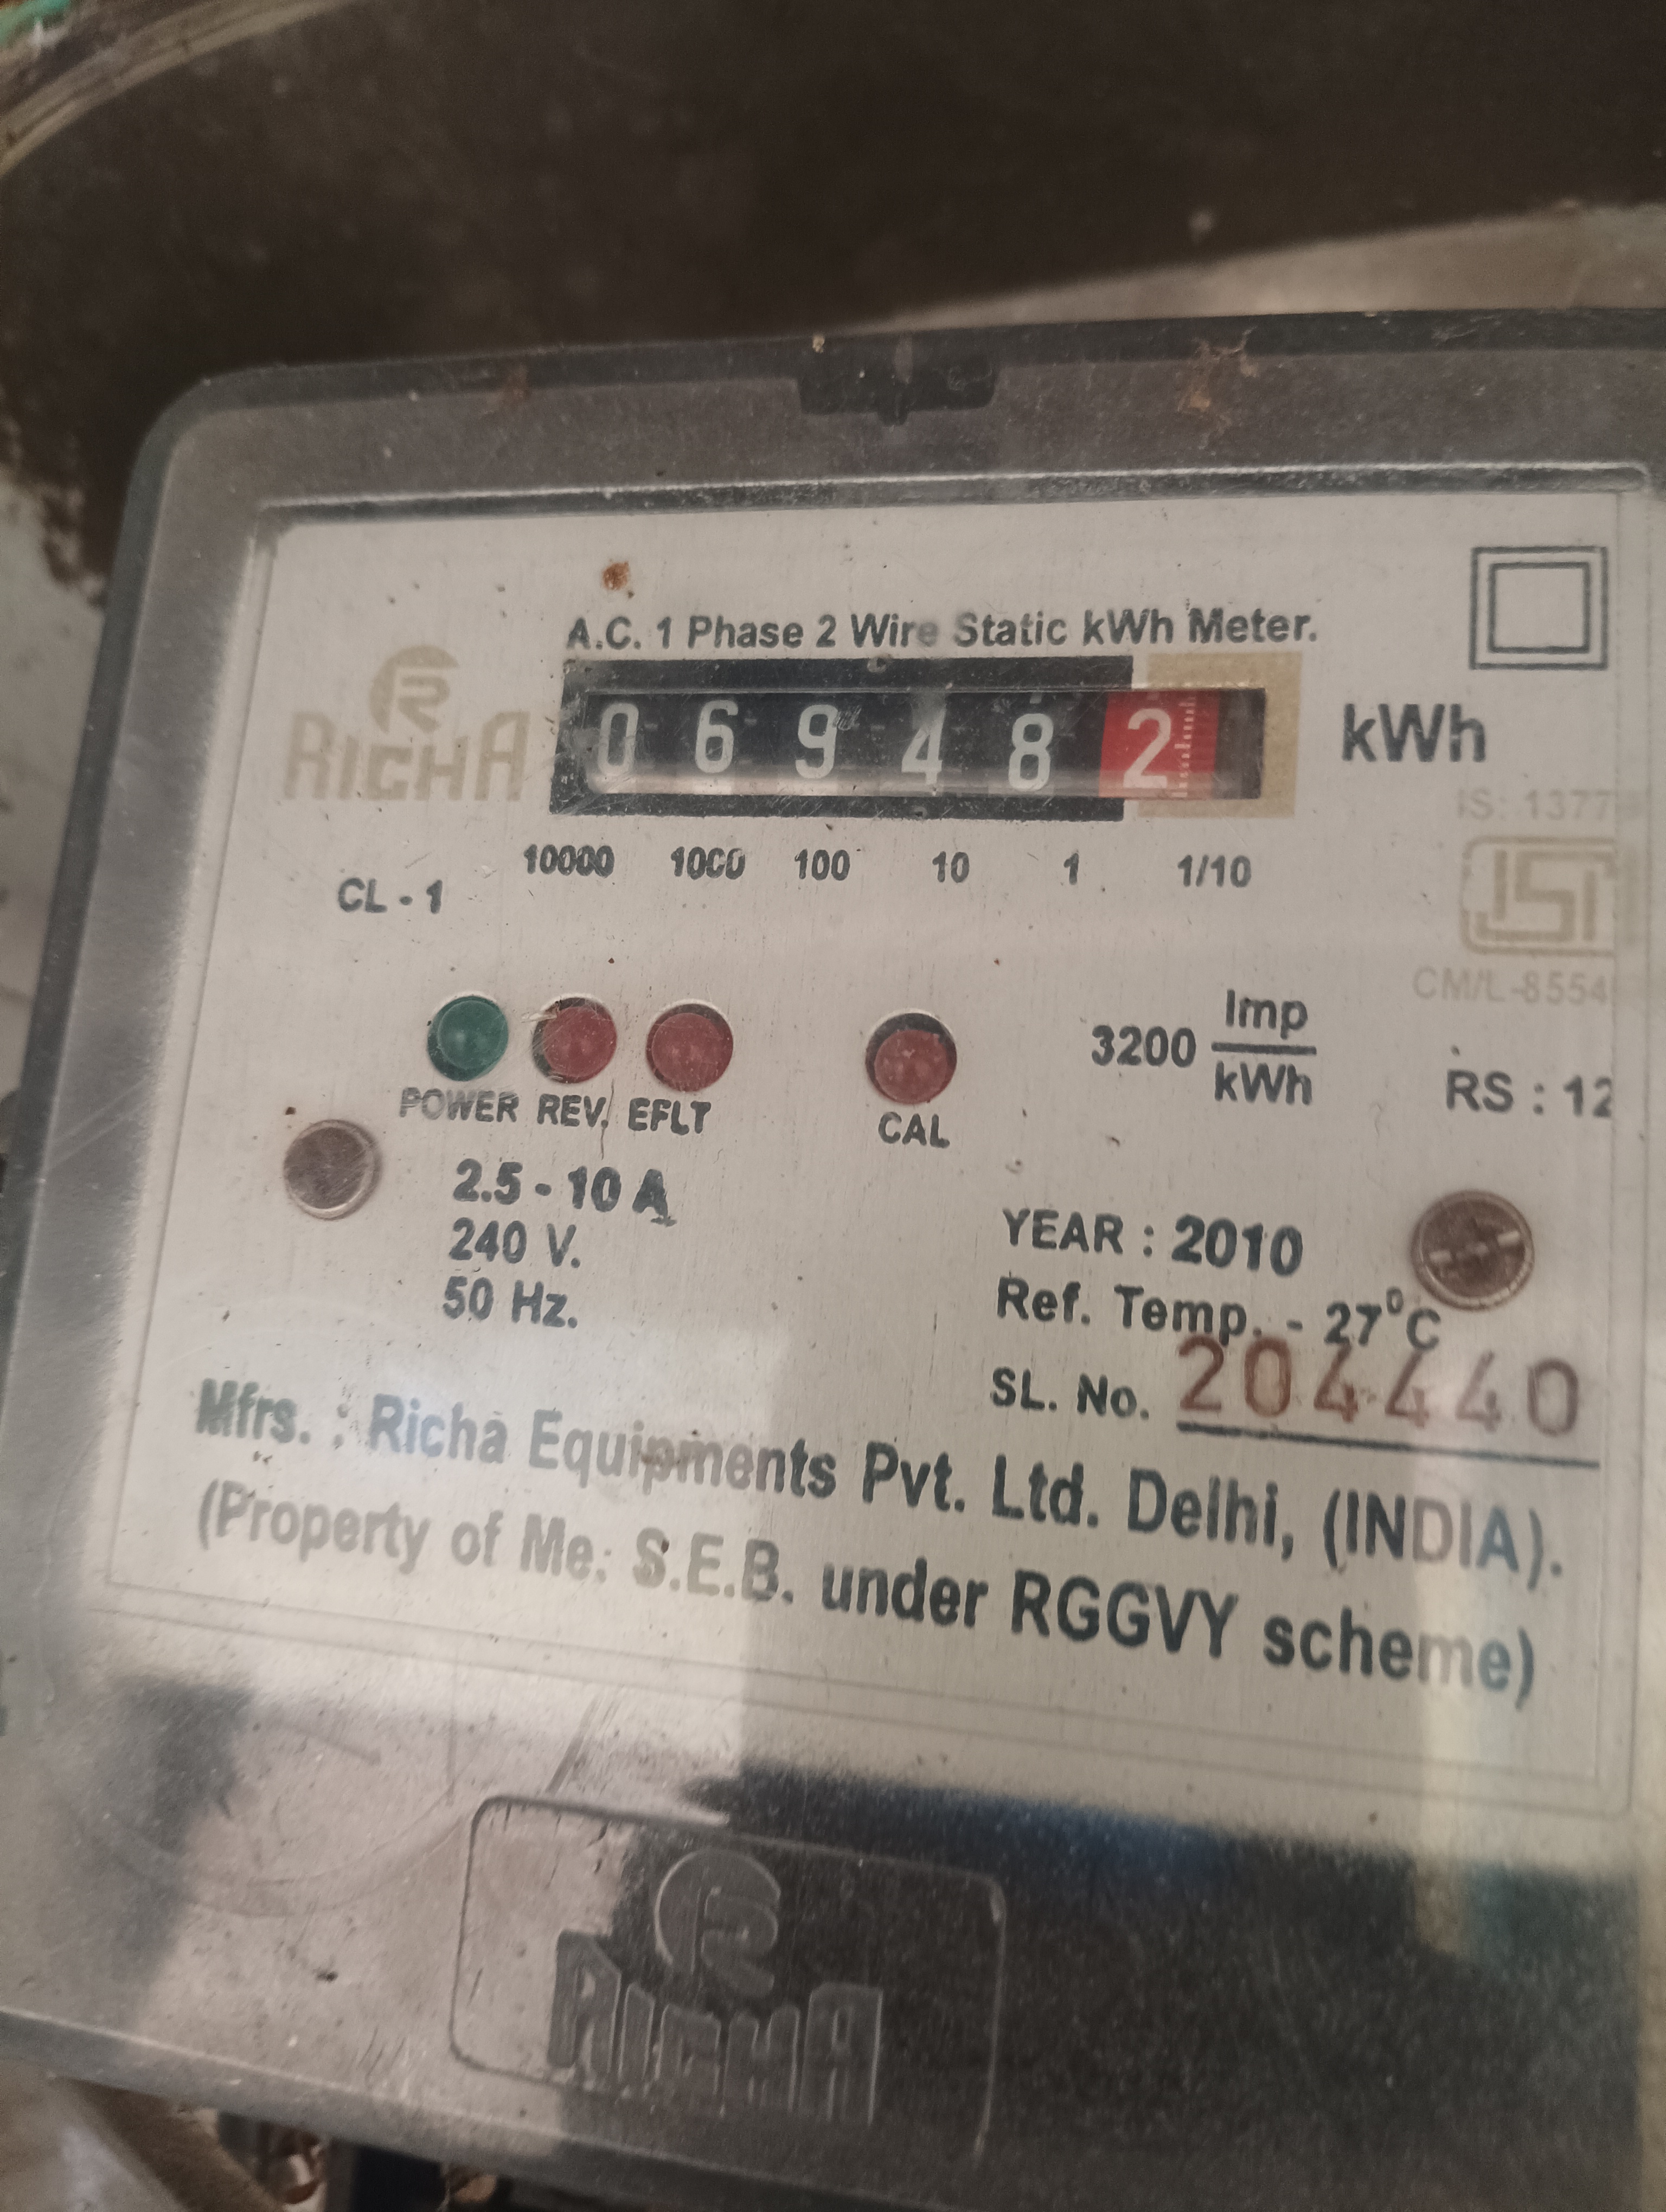 A.C. 1 Phase 2 Wire Static kWh Meter.
RICHA
0 6 9 4 8 2 kWh
IS: 1377
10000 1000 100 10 1 1/10
CL - 1
ISI
CM/L-8554
3200 Imp/kWh
RS : 12
POWER REV. EFLT CAL
2.5 - 10 A
240 V.
50 Hz.
YEAR : 2010
Ref. Temp. - 27°C
SL. No. 204440
Mfrs. : Richa Equipments Pvt. Ltd. Delhi, (INDIA).
(Property of Me. S.E.B. under RGGVY scheme)
RICHA